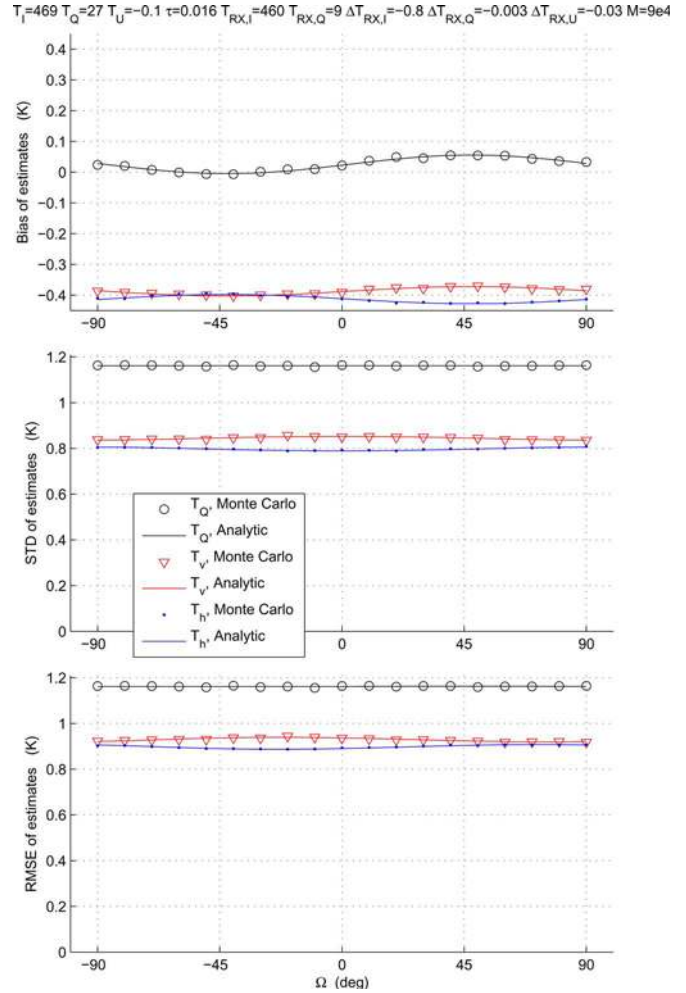 T_I=469 T_Q=27 T_U=−0.1 τ=0.016 T_RX,I=460 T_RX,Q=9 ΔT_RX,I=−0.8 ΔT_RX,Q=−0.003 ΔT_RX,U=−0.03 M=9e4
Bias of estimates (K)
0.4
0.3
0.2
0.1
0
−0.1
−0.2
−0.3
−0.4
−90 −45 0 45 90
STD of estimates (K)
1.2
1
0.8
0.6
0.4
0.2
0
T_Q, Monte Carlo
T_Q, Analytic
T_v, Monte Carlo
T_v, Analytic
T_h, Monte Carlo
T_h, Analytic
−90 0 45 90
RMSE of estimates (K)
1.2
1
0.8
0.6
0.4
0.2
0
−90 −45 0 45 90
Ω (deg)